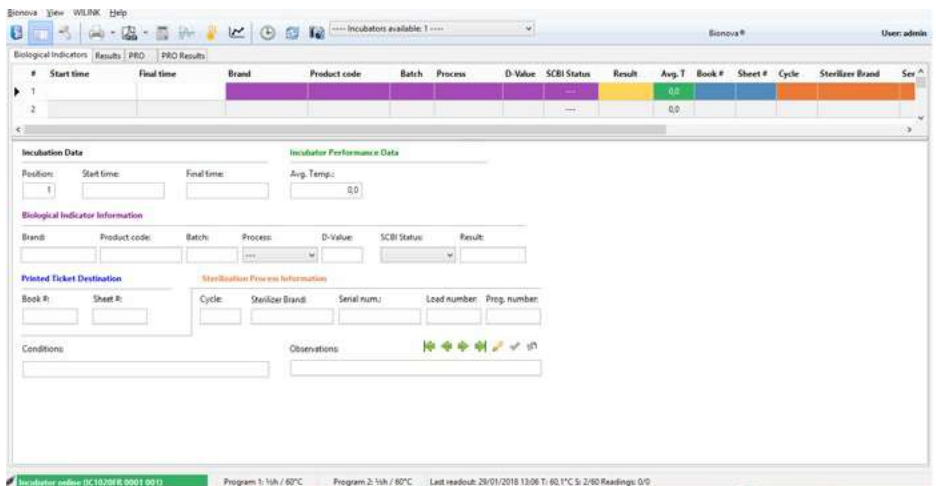 Bionova View WILINK Help
---- Incubators available: 1 ----
Bionova®
User: admin
Biological Indicators Results PRO PRO Results
# Start time Final time Brand Product code Batch Process D-Value SCBI Status Result Avg. T Book # Sheet # Cycle Sterilizer Brand Ser
1 --- 0,0
2 --- 0,0
Incubation Data Incubator Performance Data
Position: Start time: Final time: Avg. Temp.:
1 0,0
Biological Indicator Information
Brand: Product code: Batch: Process: D-Value: SCBI Status: Result:
---
Printed Ticket Destination Sterilization Process Information
Book #: Sheet #: Cycle: Sterilizer Brand: Serial num.: Load number: Prog. number:
Conditions: Observations:
Incubator online (IC1020FR 0001 001) Program 1: ½h / 60°C Program 2: ½h / 60°C Last readout: 29/01/2018 13:06 T: 60,1°C S: 2/60 Readings: 0/0